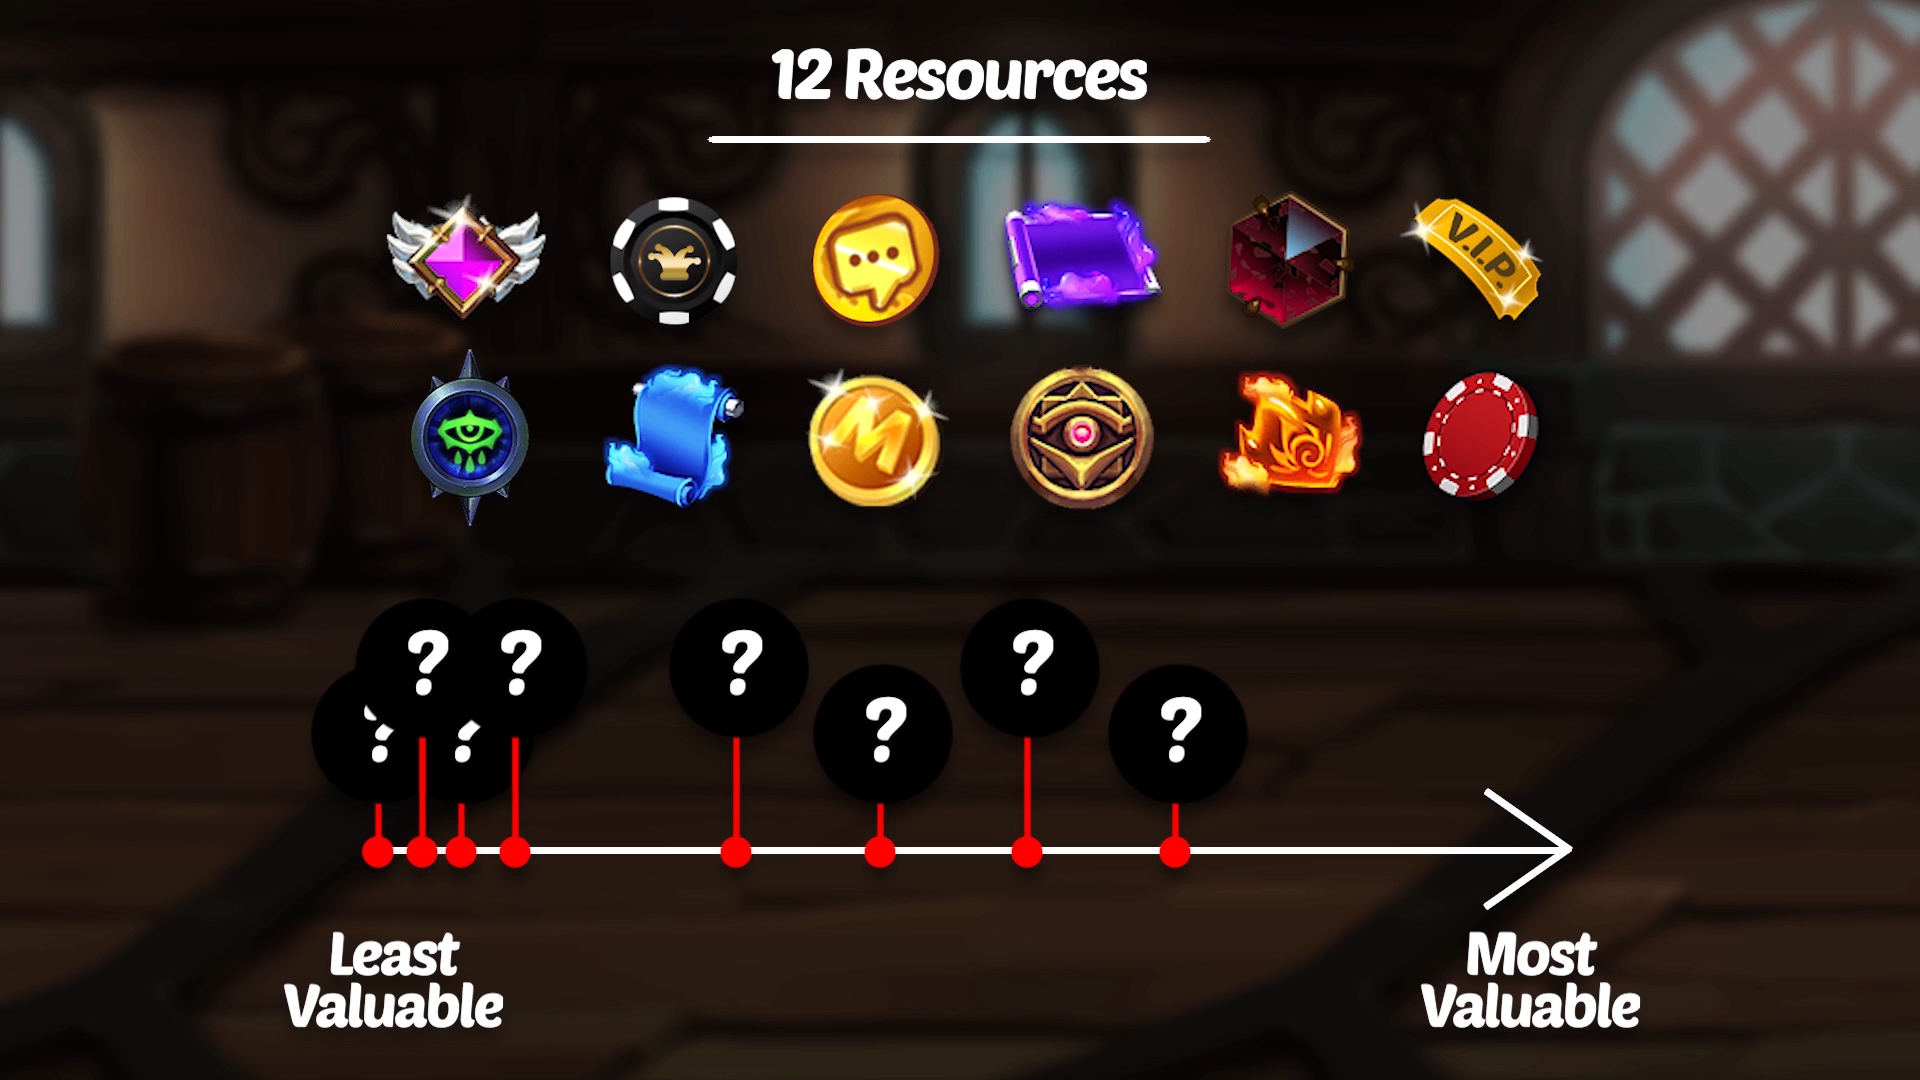 12 Resources
V.I.P.
M
? ? ? ?
? ? ? ?
Least
Valuable
Most
Valuable